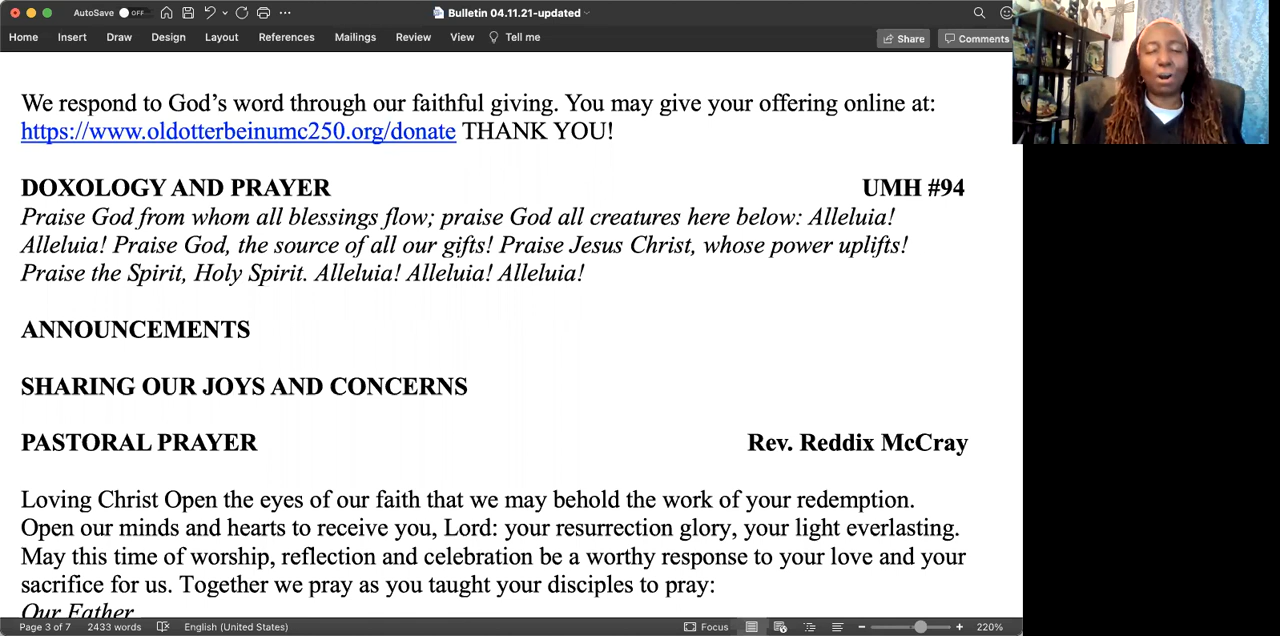 AutoSave OFF
Bulletin 04.11.21-updated
Home Insert Draw Design Layout References Mailings Review View Tell me Share Comments
We respond to God’s word through our faithful giving. You may give your offering online at:
https://www.oldotterbeinumc250.org/donate THANK YOU!
DOXOLOGY AND PRAYER UMH #94
Praise God from whom all blessings flow; praise God all creatures here below: Alleluia!
Alleluia! Praise God, the source of all our gifts! Praise Jesus Christ, whose power uplifts!
Praise the Spirit, Holy Spirit. Alleluia! Alleluia! Alleluia!
ANNOUNCEMENTS
SHARING OUR JOYS AND CONCERNS
PASTORAL PRAYER Rev. Reddix McCray
Loving Christ Open the eyes of our faith that we may behold the work of your redemption.
Open our minds and hearts to receive you, Lord: your resurrection glory, your light everlasting.
May this time of worship, reflection and celebration be a worthy response to your love and your
sacrifice for us. Together we pray as you taught your disciples to pray:
Our Father
Page 3 of 7 2433 words English (United States) Focus 220%